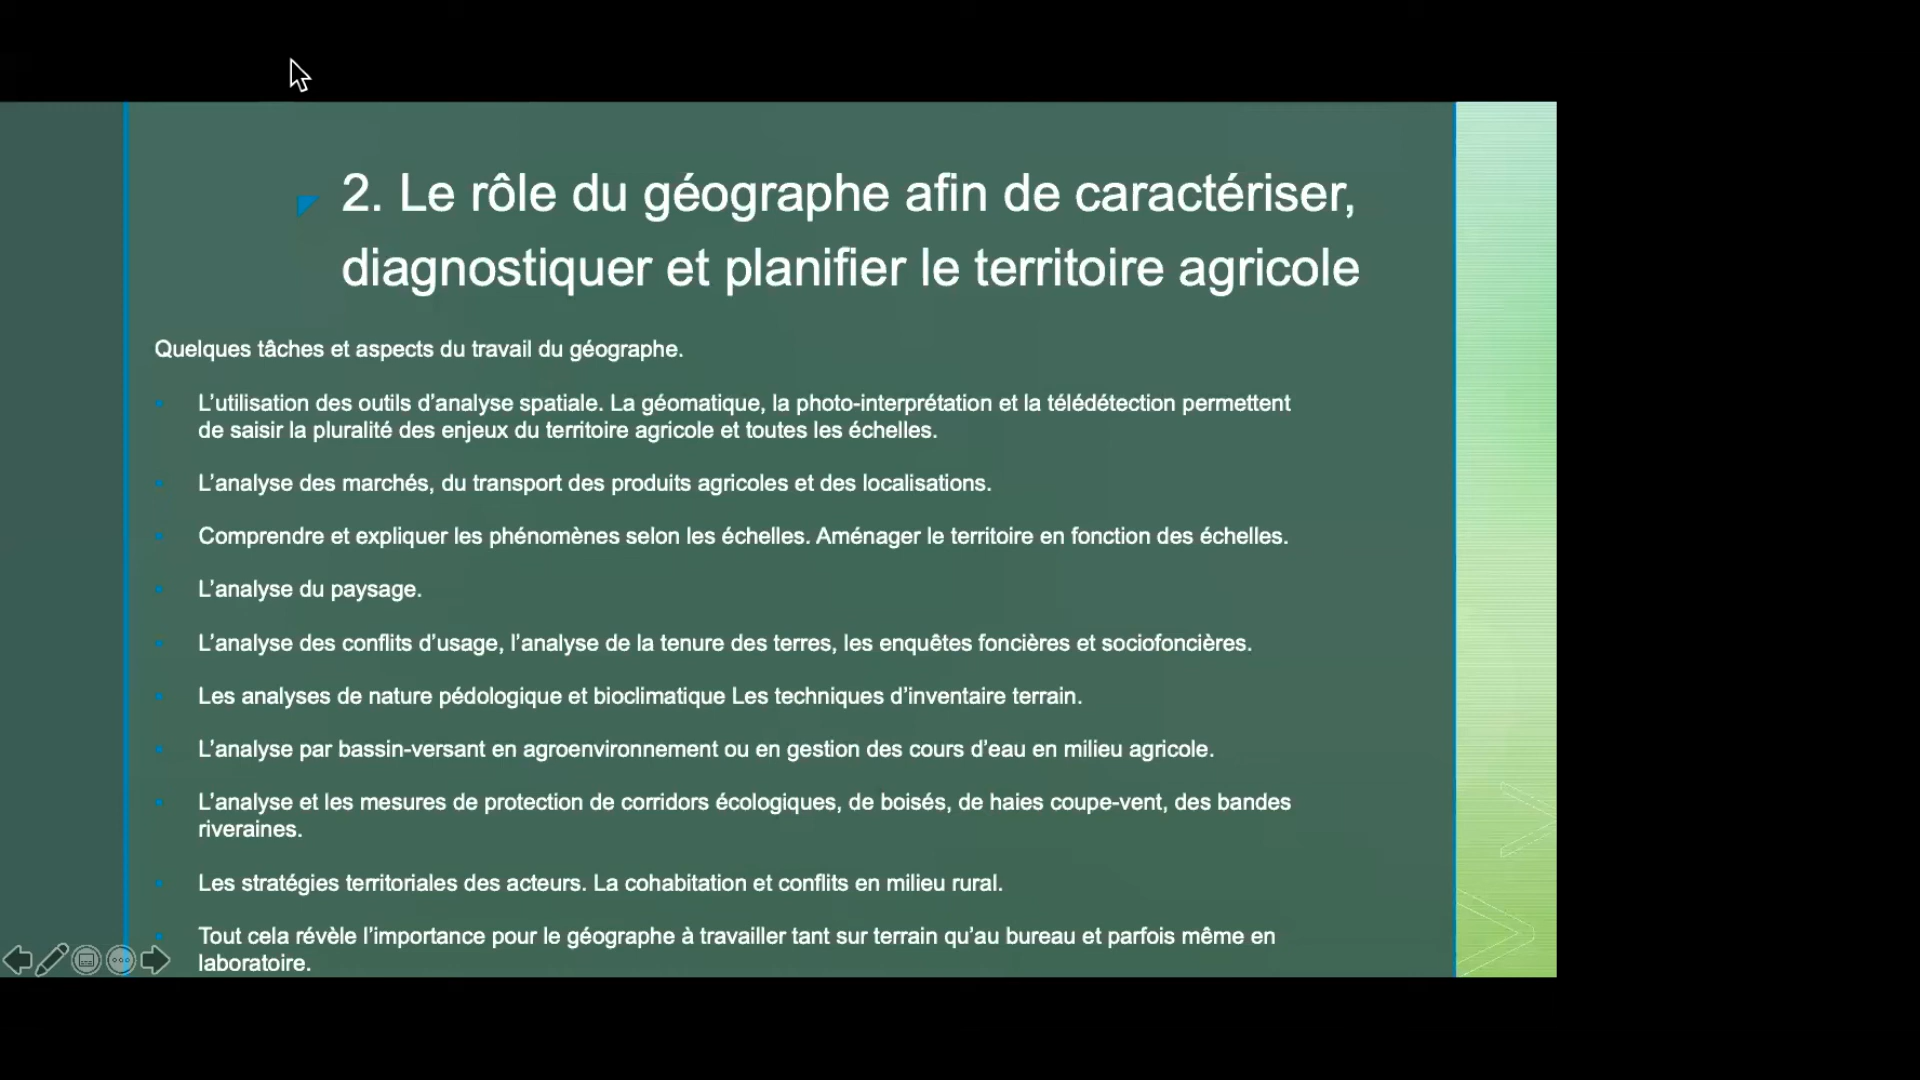 2. Le rôle du géographe afin de caractériser,
diagnostiquer et planifier le territoire agricole
Quelques tâches et aspects du travail du géographe.
L’utilisation des outils d’analyse spatiale. La géomatique, la photo-interprétation et la télédétection permettent
de saisir la pluralité des enjeux du territoire agricole et toutes les échelles.
L’analyse des marchés, du transport des produits agricoles et des localisations.
Comprendre et expliquer les phénomènes selon les échelles. Aménager le territoire en fonction des échelles.
L’analyse du paysage.
L’analyse des conflits d’usage, l’analyse de la tenure des terres, les enquêtes foncières et sociofoncières.
Les analyses de nature pédologique et bioclimatique Les techniques d’inventaire terrain.
L’analyse par bassin-versant en agroenvironnement ou en gestion des cours d’eau en milieu agricole.
L’analyse et les mesures de protection de corridors écologiques, de boisés, de haies coupe-vent, des bandes
riveraines.
Les stratégies territoriales des acteurs. La cohabitation et conflits en milieu rural.
Tout cela révèle l’importance pour le géographe à travailler tant sur terrain qu’au bureau et parfois même en
laboratoire.